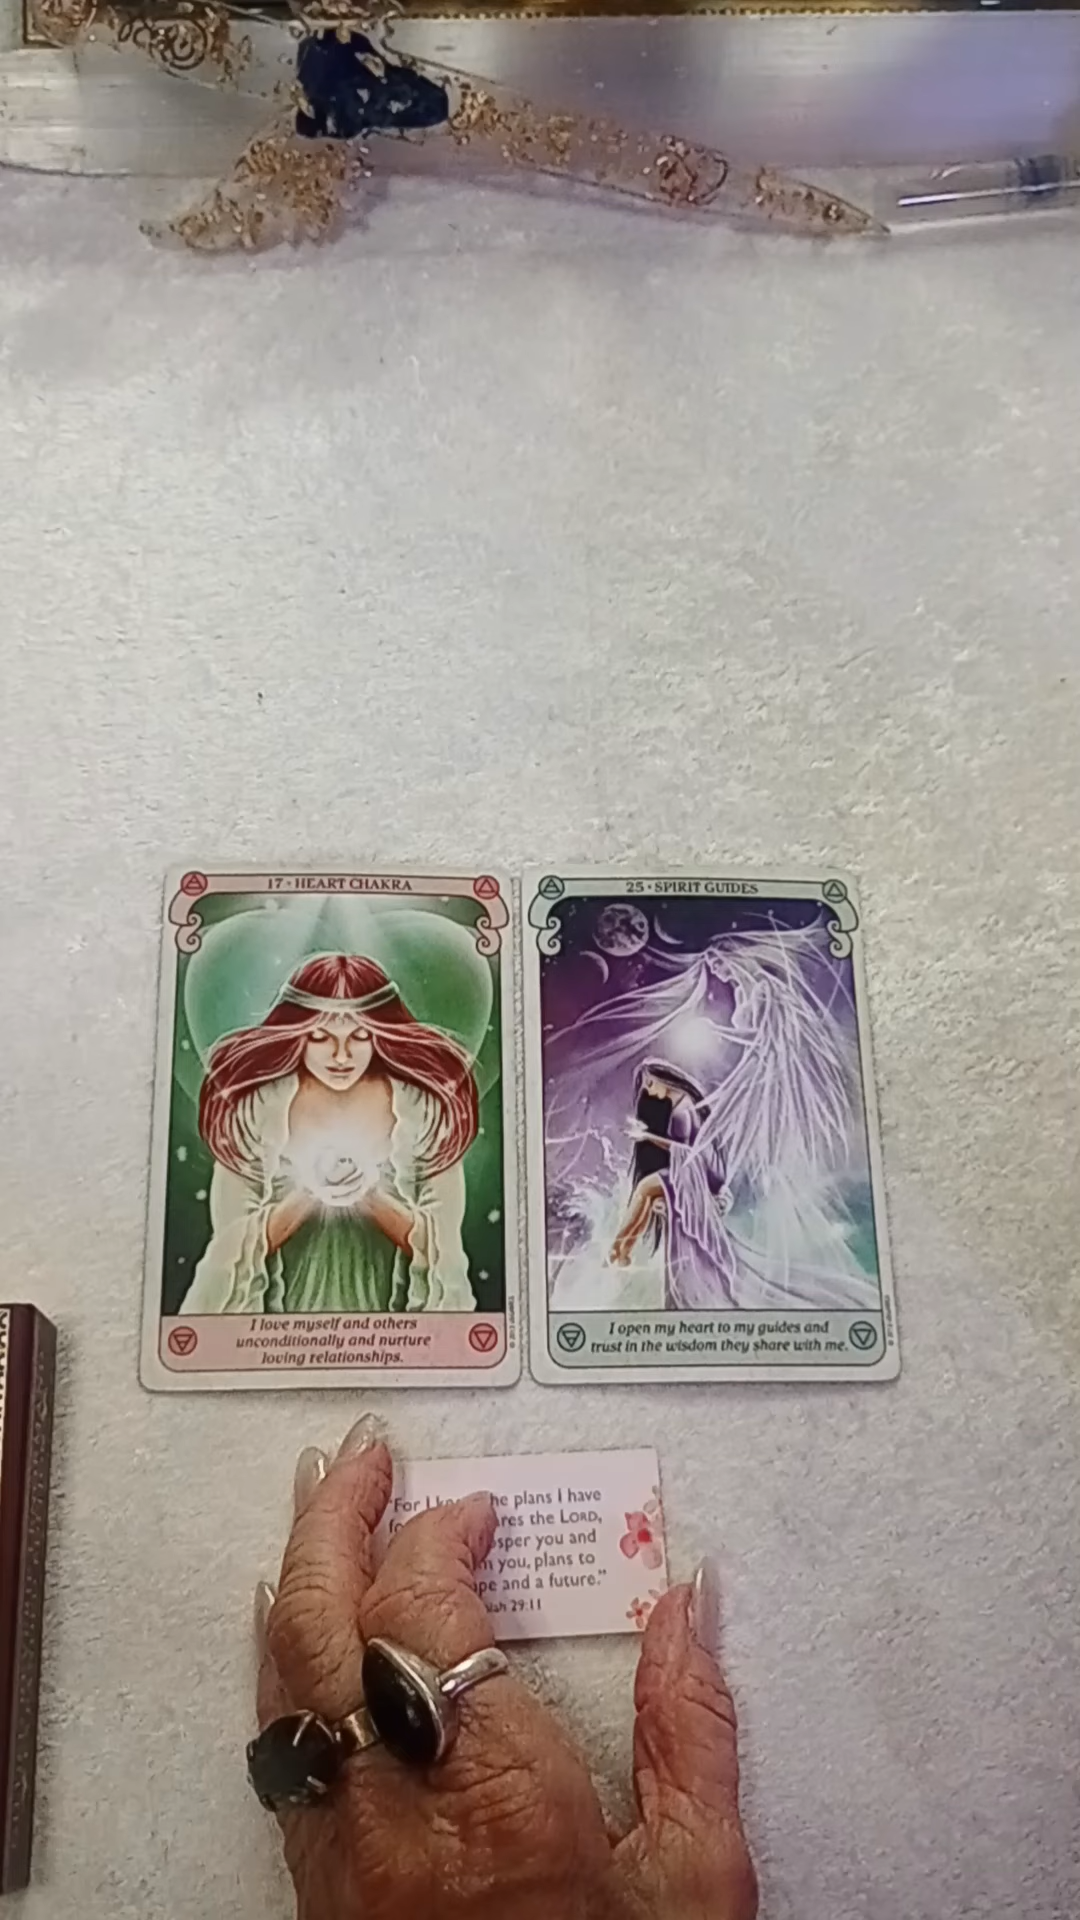 17 · HEART CHAKRA
I love myself and others
unconditionally and nurture
loving relationships.
25 · SPIRIT GUIDES
I open my heart to my guides and
trust in the wisdom they share with me.
"For I he plans I have
res the LORD,
sper you and
you, plans to
pe and a future."
iah 29:11